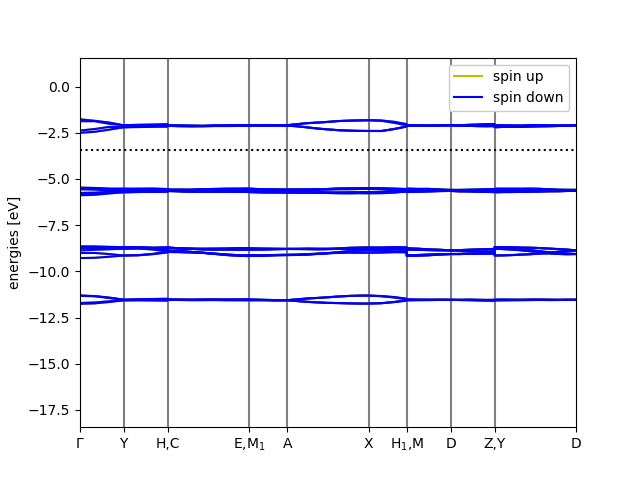 spin up
spin down
energies [eV]
0.0
−2.5
−5.0
−7.5
−10.0
−12.5
−15.0
−17.5
Γ Y H,C E,M₁ A X H₁,M D Z,Y D